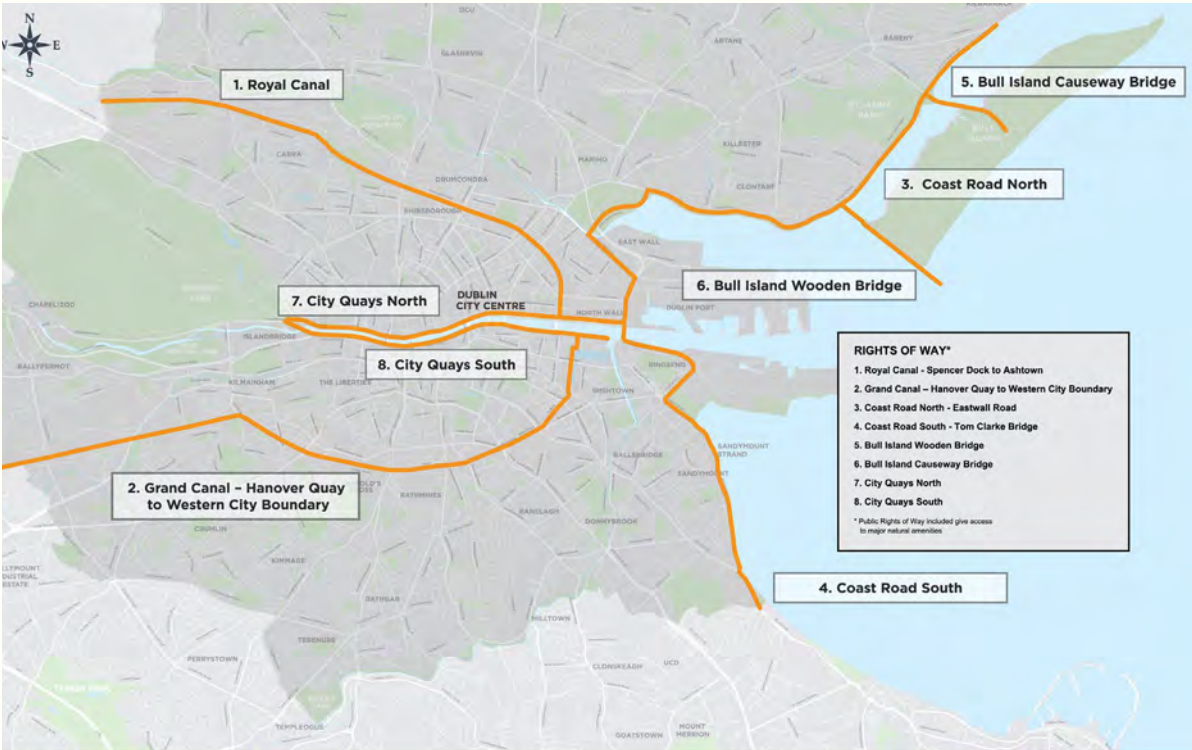 N
W
E
S
DCU
GLASNEVIN
ARTANE
RAHENY
KILBARRACK
1. Royal Canal
5. Bull Island Causeway Bridge
CABRA
MARINO
KILLESTER
DRUMCONDRA
CLONTARF
3. Coast Road North
PHIBSBOROUGH
EAST WALL
6. Bull Island Wooden Bridge
7. City Quays North
DUBLIN
CITY CENTRE
CHAPELIZOD
NORTH WALL
DUBLIN PORT
ISLANDBRIDGE
8. City Quays South
BALLYFERMOT
KILMAINHAM
THE LIBERTIES
RINGSEND
IRISHTOWN
RIGHTS OF WAY*
1. Royal Canal - Spencer Dock to Ashtown
2. Grand Canal – Hanover Quay to Western City Boundary
3. Coast Road North - Eastwall Road
4. Coast Road South - Tom Clarke Bridge
5. Bull Island Wooden Bridge
6. Bull Island Causeway Bridge
7. City Quays North
8. City Quays South
* Public Rights of Way included give access
to major natural amenities
SANDYMOUNT
STRAND
BALLSBRIDGE
SANDYMOUNT
2. Grand Canal – Hanover Quay
to Western City Boundary
RATHMINES
RANELAGH
DONNYBROOK
CRUMLIN
KIMMAGE
LLYMOUNT
DUSTRIAL
ESTATE
RATHGAR
4. Coast Road South
MILLTOWN
TERENURE
PERRYSTOWN
CLONSKEAGH
UCD
TEMPLEOGUE
GOATSTOWN
MOUNT
MERRION